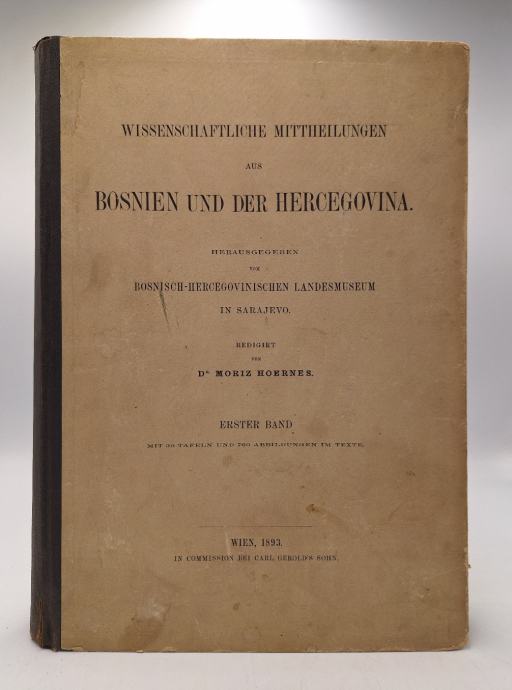 WISSENSCHAFTLICHE MITTHEILUNGEN
AUS
BOSNIEN UND DER HERCEGOVINA.
HERAUSGEGEBEN
VOM
BOSNISCH-HERCEGOVINISCHEN LANDESMUSEUM
IN SARAJEVO.
REDIGIRT
VON
DR MORIZ HOERNES.
ERSTER BAND
MIT 30 TAFELN UND 760 ABBILDUNGEN IM TEXTE.
WIEN, 1893.
IN COMMISSION BEI CARL GEROLD'S SOHN.